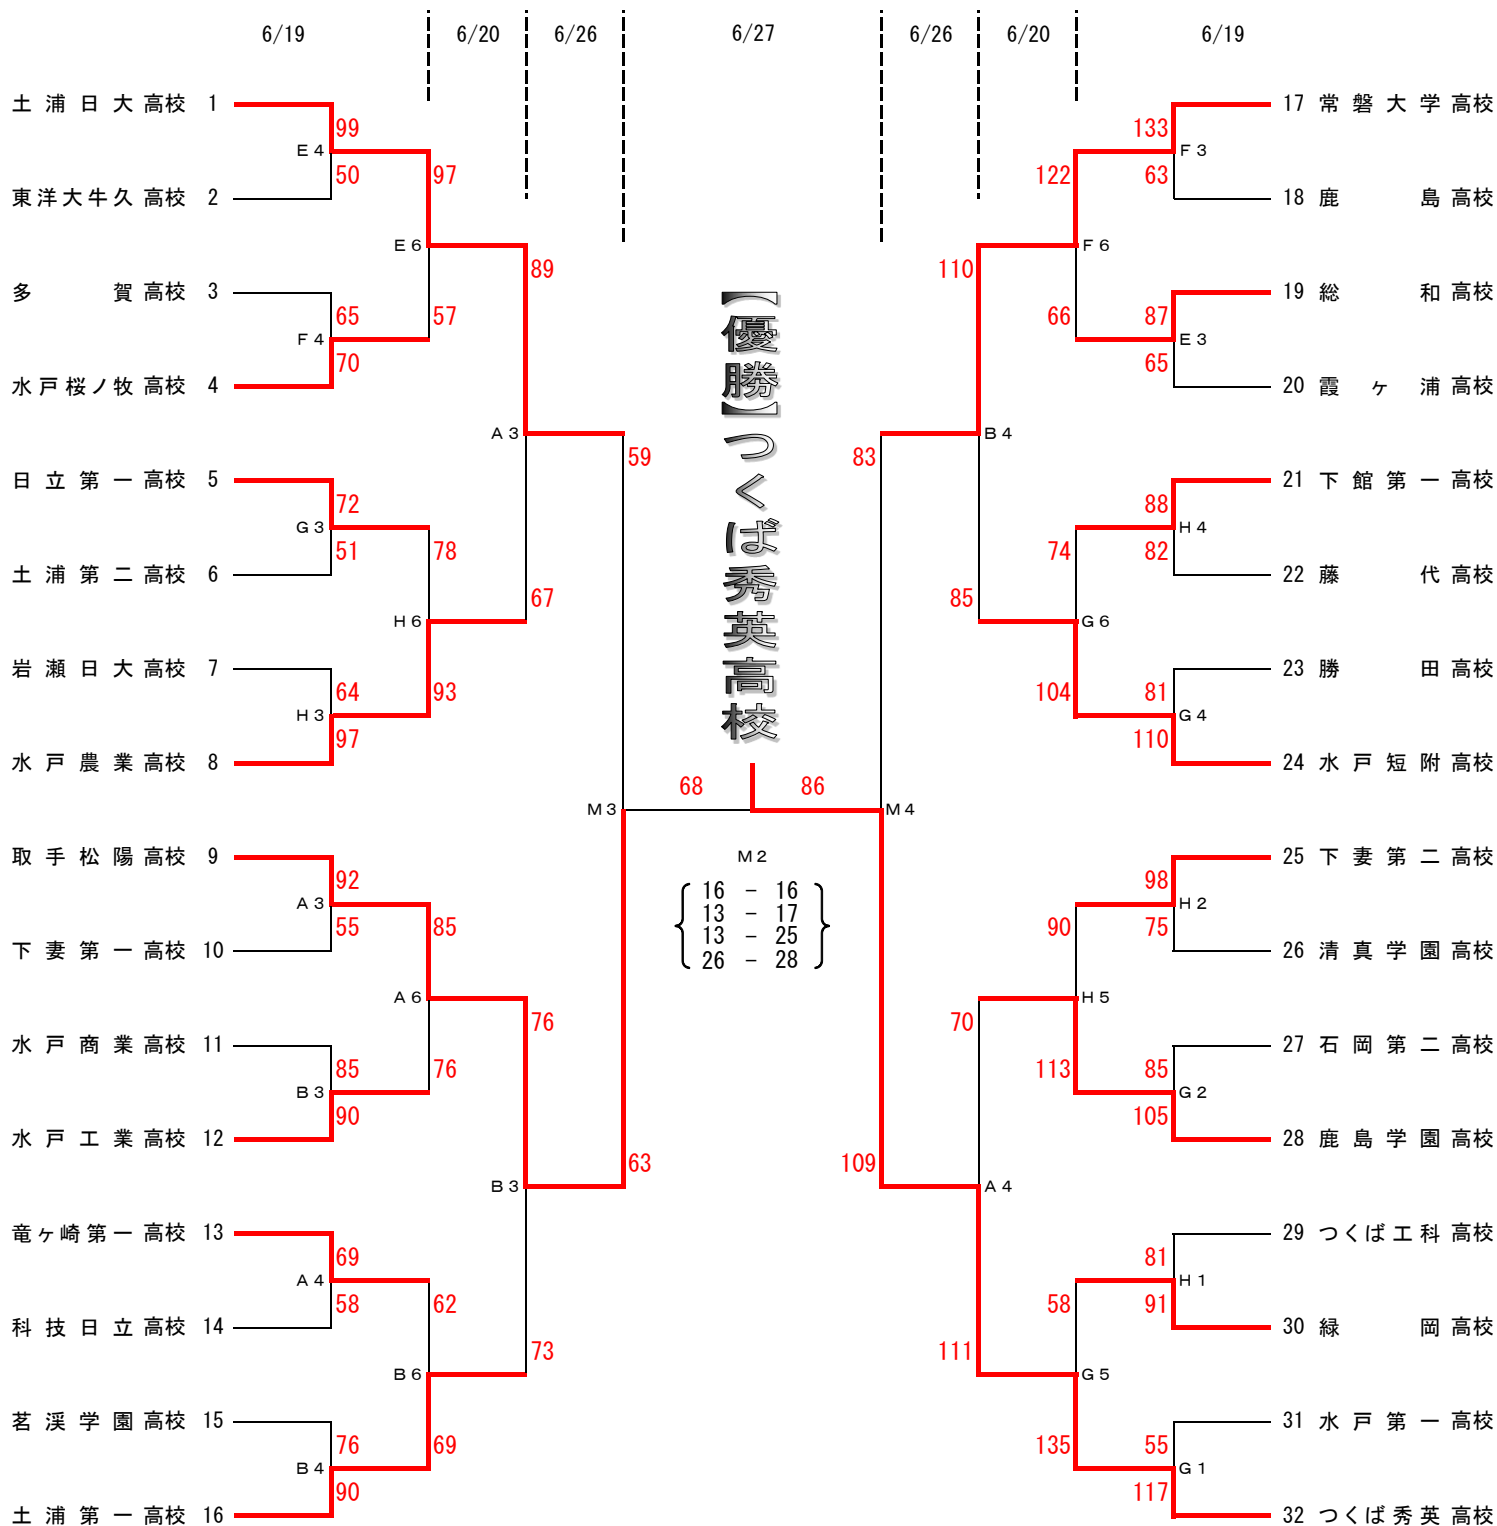 6/19 6/20 6/26 6/27 6/26 6/20 6/19
土浦日大高校 1
99
E4
50
97
東洋大牛久高校 2
E6
89
多賀高校 3
65
57
F4
70
水戸桜ノ牧高校 4
A3
59
日立第一高校 5
72
G3
51
78
土浦第二高校 6
67
H6
岩瀬日大高校 7
64
93
H3
97
水戸農業高校 8
M3
取手松陽高校 9
92
A3
55
85
下妻第一高校 10
A6
76
水戸商業高校 11
85
76
B3
90
水戸工業高校 12
B3
63
竜ヶ崎第一高校 13
69
A4
58
62
科技日立高校 14
73
B6
茗溪学園高校 15
76
69
B4
90
土浦第一高校 16
【優勝】つくば秀英高校
68 86
M2
16 - 16
13 - 17
13 - 25
26 - 28
17 常磐大学高校
133
F3
122
63
18 鹿島高校
F6
110
19 総和高校
66
87
E3
65
20 霞ヶ浦高校
B4
83
21 下館第一高校
88
H4
74
82
22 藤代高校
85
G6
23 勝田高校
104
81
G4
110
24 水戸短附高校
M4
25 下妻第二高校
98
H2
90
75
26 清真学園高校
H5
70
27 石岡第二高校
113
85
G2
105
28 鹿島学園高校
109
A4
29 つくば工科高校
81
H1
58
91
30 緑岡高校
111
G5
31 水戸第一高校
135
55
G1
117
32 つくば秀英高校